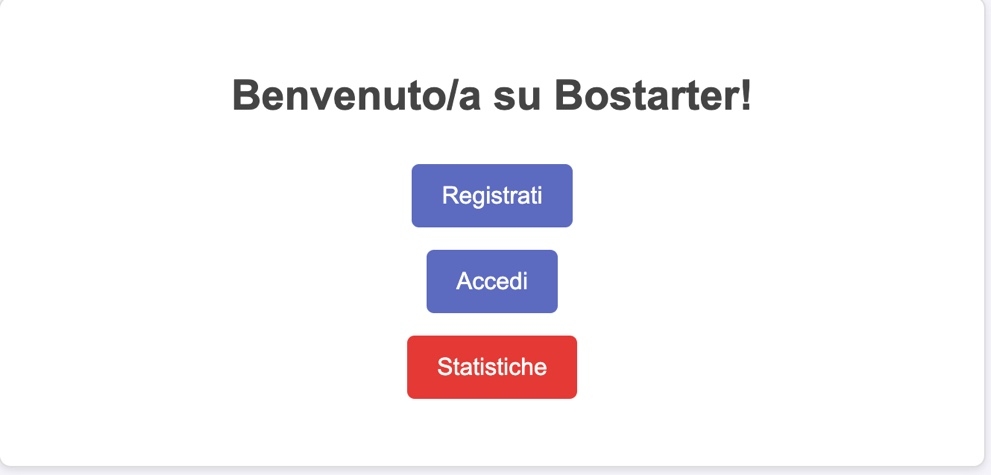 Benvenuto/a su Bostarter!
Registrati
Accedi
Statistiche